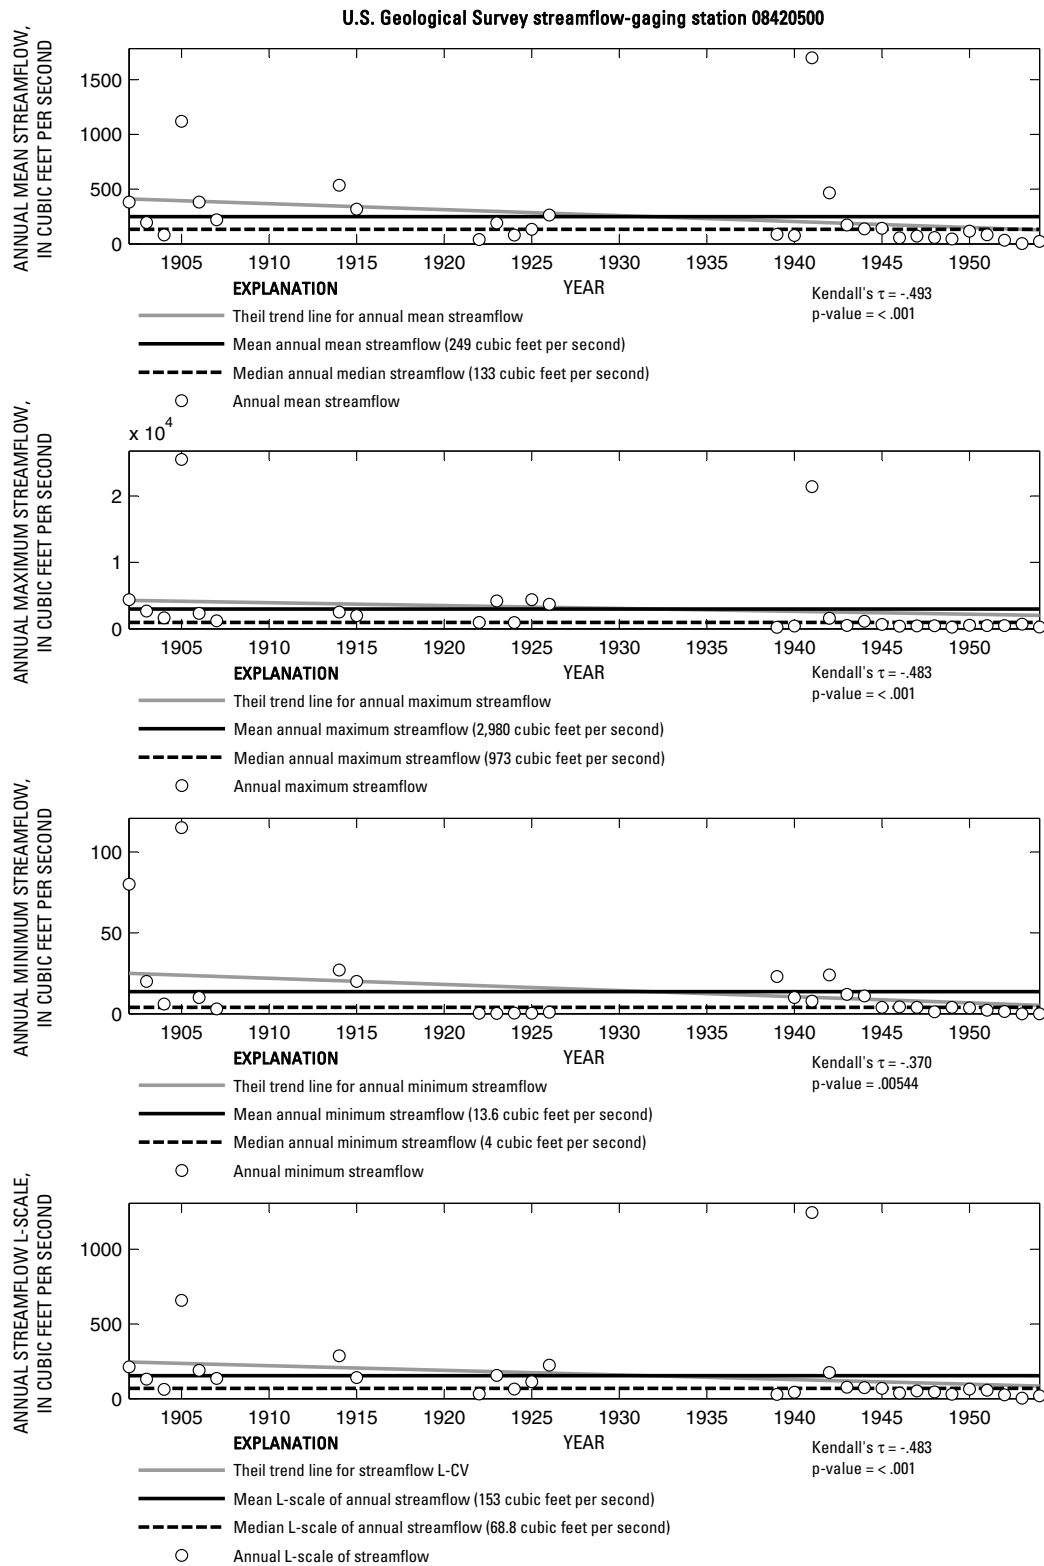 U.S. Geological Survey streamflow-gaging station 08420500
ANNUAL MEAN STREAMFLOW,
IN CUBIC FEET PER SECOND
1500
1000
500
0
1905 1910 1915 1920 1925 1930 1935 1940 1945 1950
YEAR
EXPLANATION
Theil trend line for annual mean streamflow
Mean annual mean streamflow (249 cubic feet per second)
Median annual median streamflow (133 cubic feet per second)
Annual mean streamflow
Kendall's τ = -.493
p-value = < .001
ANNUAL MAXIMUM STREAMFLOW,
IN CUBIC FEET PER SECOND
x 10^4
2
1
0
1905 1910 1915 1920 1925 1930 1935 1940 1945 1950
YEAR
EXPLANATION
Theil trend line for annual maximum streamflow
Mean annual maximum streamflow (2,980 cubic feet per second)
Median annual maximum streamflow (973 cubic feet per second)
Annual maximum streamflow
Kendall's τ = -.483
p-value = < .001
ANNUAL MINIMUM STREAMFLOW,
IN CUBIC FEET PER SECOND
100
50
0
1905 1910 1915 1920 1925 1930 1935 1940 1945 1950
YEAR
EXPLANATION
Theil trend line for annual minimum streamflow
Mean annual minimum streamflow (13.6 cubic feet per second)
Median annual minimum streamflow (4 cubic feet per second)
Annual minimum streamflow
Kendall's τ = -.370
p-value = .00544
ANNUAL STREAMFLOW L-SCALE,
IN CUBIC FEET PER SECOND
1000
500
0
1905 1910 1915 1920 1925 1930 1935 1940 1945 1950
YEAR
EXPLANATION
Theil trend line for streamflow L-CV
Mean L-scale of annual streamflow (153 cubic feet per second)
Median L-scale of annual streamflow (68.8 cubic feet per second)
Annual L-scale of streamflow
Kendall's τ = -.483
p-value = < .001